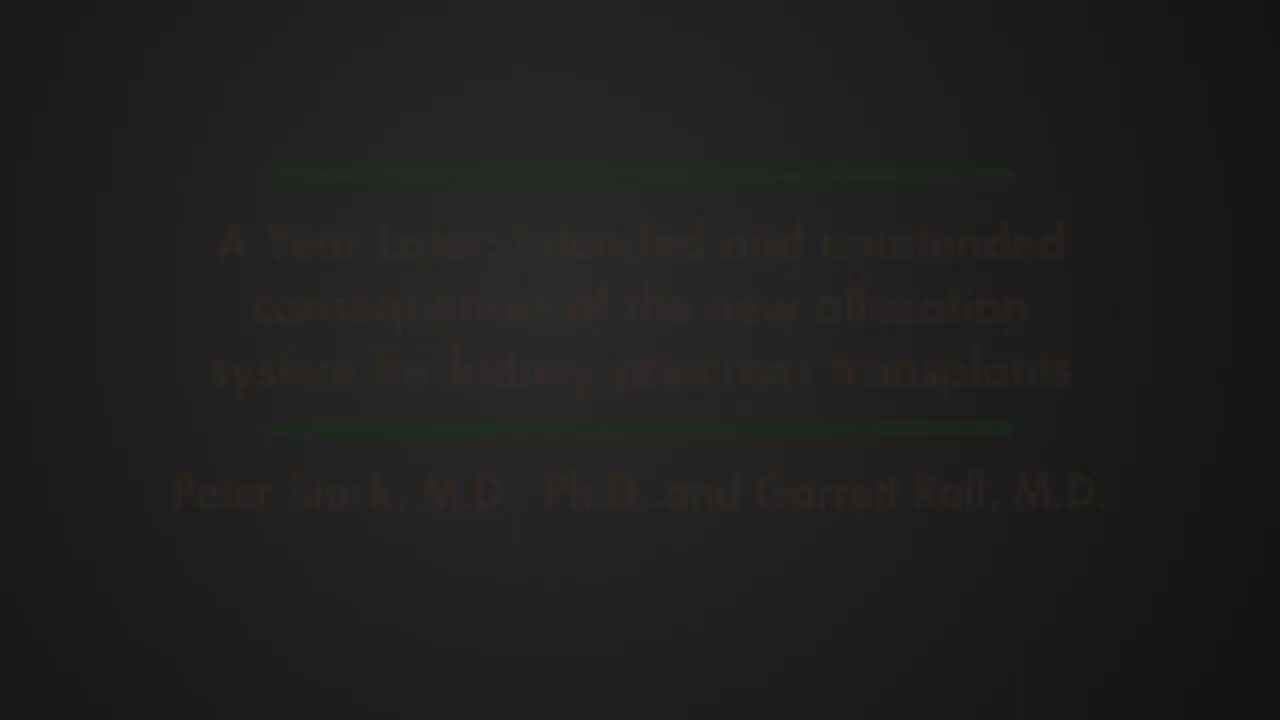 A Year Later; Intended and unintended
consequences of the new allocation
system for kidney-pancreas transplants
Peter Stock, M.D., Ph.D. and Garrett Roll, M.D.